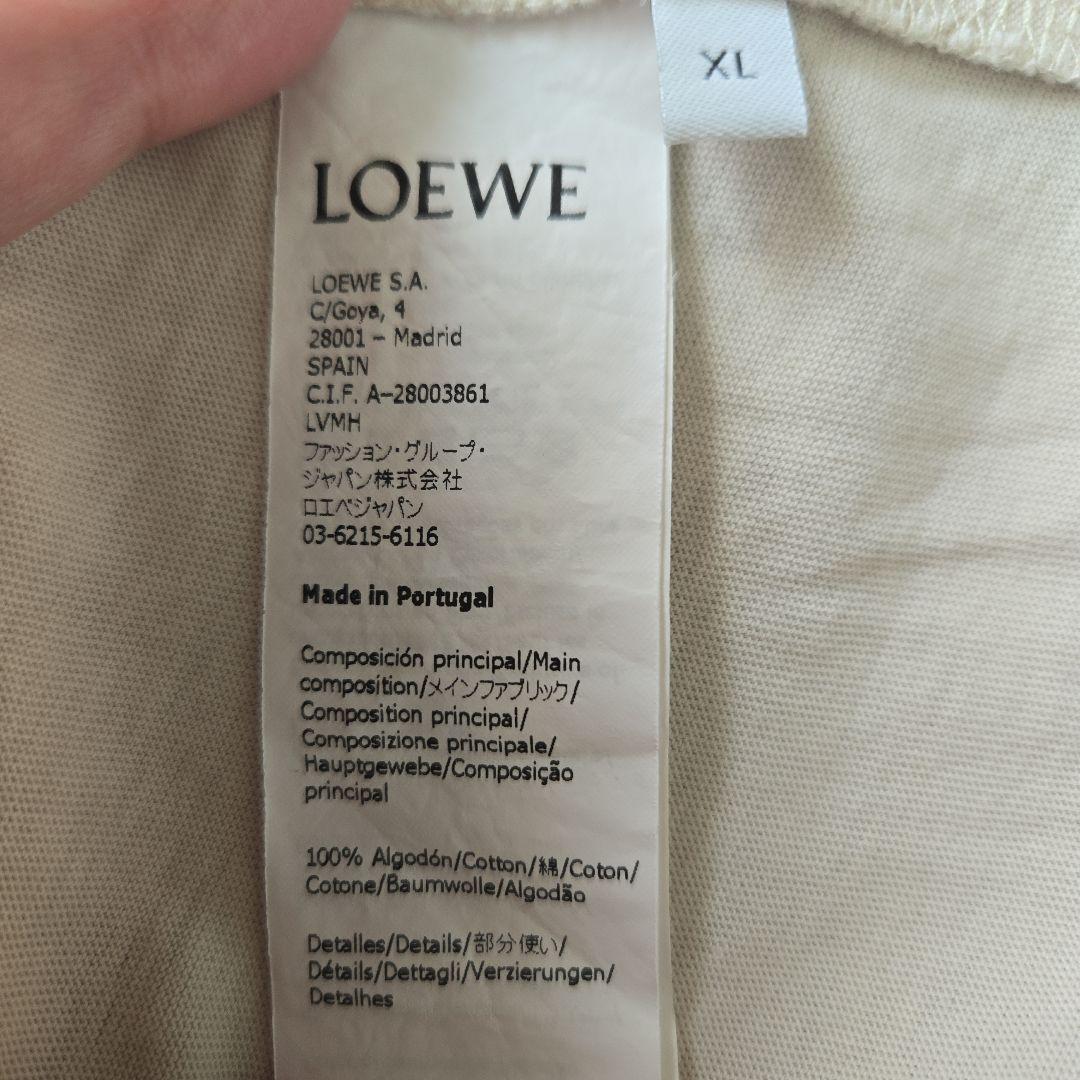 XL
LOEWE
LOEWE S.A.
C/Goya, 4
28001 – Madrid
SPAIN
C.I.F. A–28003861
LVMH
ファッション・グループ・
ジャパン株式会社
ロエベジャパン
03-6215-6116
Made in Portugal
Composición principal/Main
composition/メインファブリック/
Composition principal/
Composizione principale/
Hauptgewebe/Composição
principal
100% Algodón/Cotton/綿/Coton/
Cotone/Baumwolle/Algodão
Detalles/Details/部分使い/
Détails/Dettagli/Verzierungen/
Detalhes